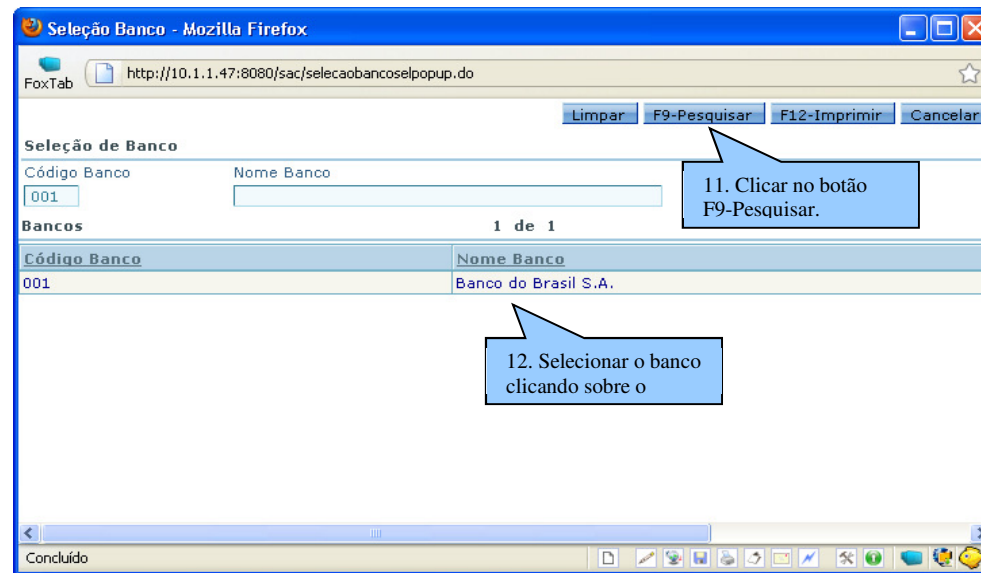 Seleção Banco - Mozilla Firefox
FoxTab
http://10.1.1.47:8080/sac/selecaobancoselpopup.do
Limpar F9-Pesquisar F12-Imprimir Cancelar
Seleção de Banco
Código Banco Nome Banco
001
11. Clicar no botão
F9-Pesquisar.
Bancos 1 de 1
Código Banco Nome Banco
001 Banco do Brasil S.A.
12. Selecionar o banco
clicando sobre o
Concluído